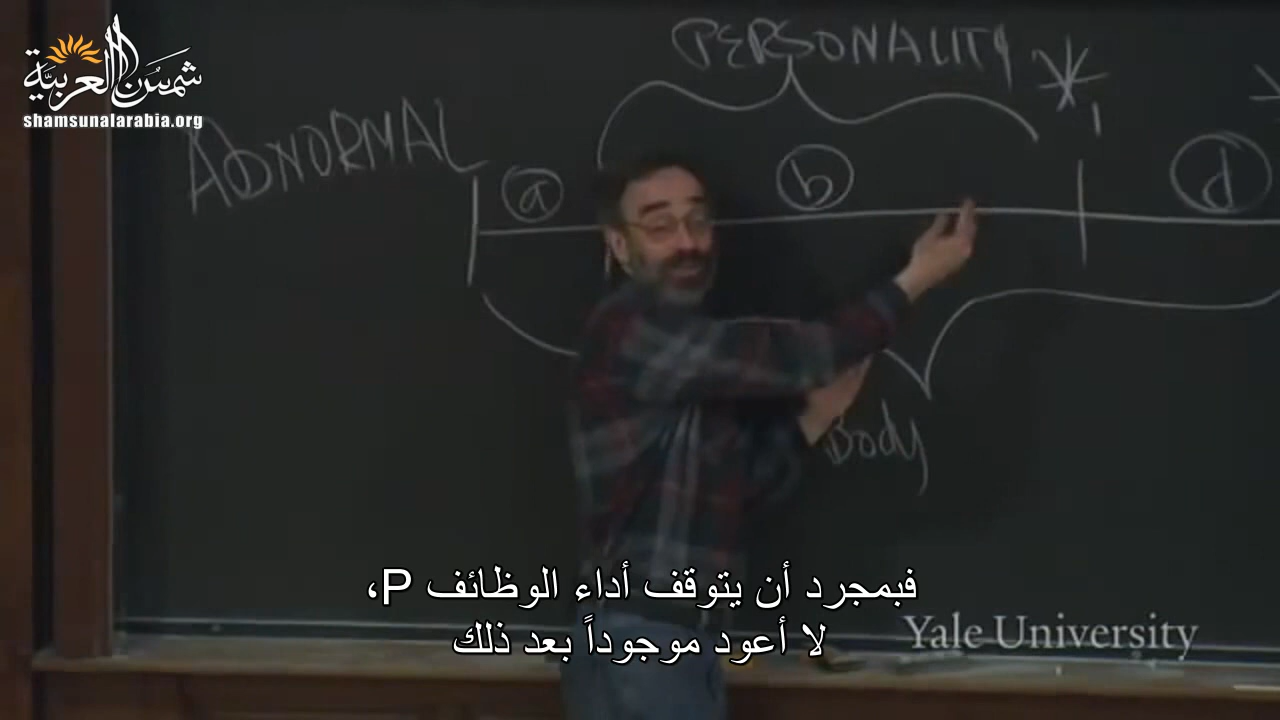 PERSONALITY
شمس العربية
shamsunalarabia.org
ABNORMAL
a
b
d
Body
فبمجرد أن يتوقف أداء الوظائف P،
لا أعود موجوداً بعد ذلك
Yale University